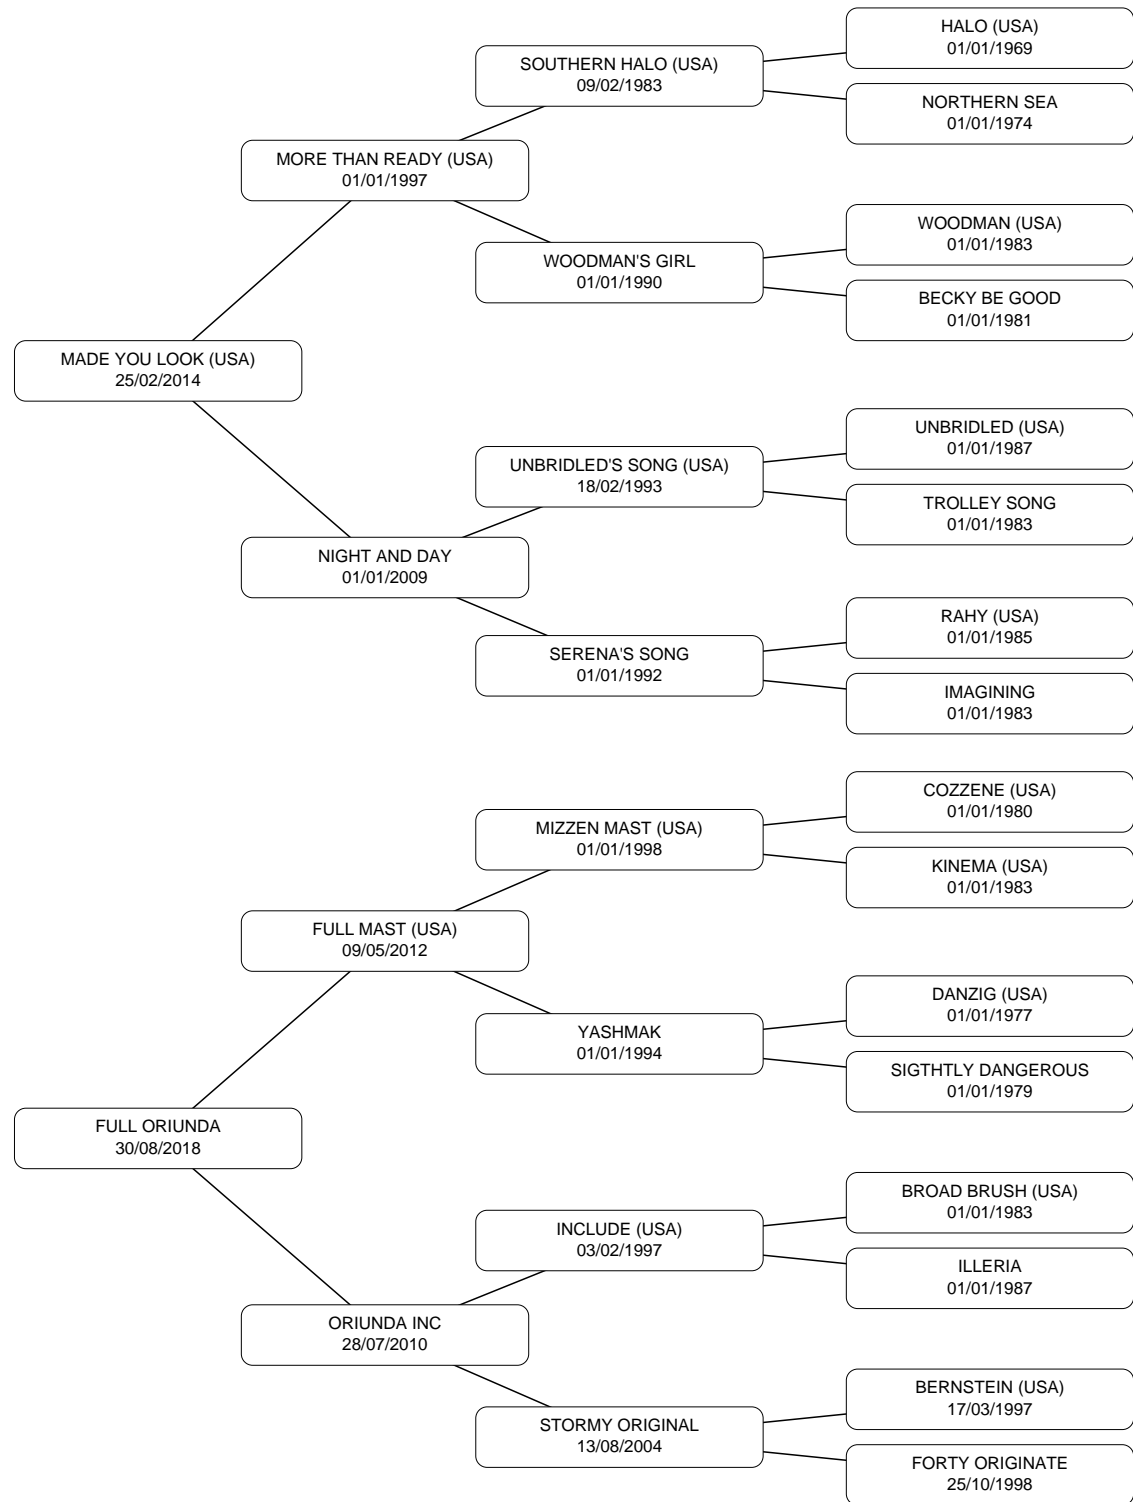 HALO (USA)
01/01/1969
SOUTHERN HALO (USA)
09/02/1983
NORTHERN SEA
01/01/1974
MORE THAN READY (USA)
01/01/1997
WOODMAN (USA)
01/01/1983
WOODMAN'S GIRL
01/01/1990
BECKY BE GOOD
01/01/1981
MADE YOU LOOK (USA)
25/02/2014
UNBRIDLED (USA)
01/01/1987
UNBRIDLED'S SONG (USA)
18/02/1993
TROLLEY SONG
01/01/1983
NIGHT AND DAY
01/01/2009
RAHY (USA)
01/01/1985
SERENA'S SONG
01/01/1992
IMAGINING
01/01/1983
COZZENE (USA)
01/01/1980
MIZZEN MAST (USA)
01/01/1998
KINEMA (USA)
01/01/1983
FULL MAST (USA)
09/05/2012
DANZIG (USA)
01/01/1977
YASHMAK
01/01/1994
SIGTHTLY DANGEROUS
01/01/1979
FULL ORIUNDA
30/08/2018
BROAD BRUSH (USA)
01/01/1983
INCLUDE (USA)
03/02/1997
ILLERIA
01/01/1987
ORIUNDA INC
28/07/2010
BERNSTEIN (USA)
17/03/1997
STORMY ORIGINAL
13/08/2004
FORTY ORIGINATE
25/10/1998